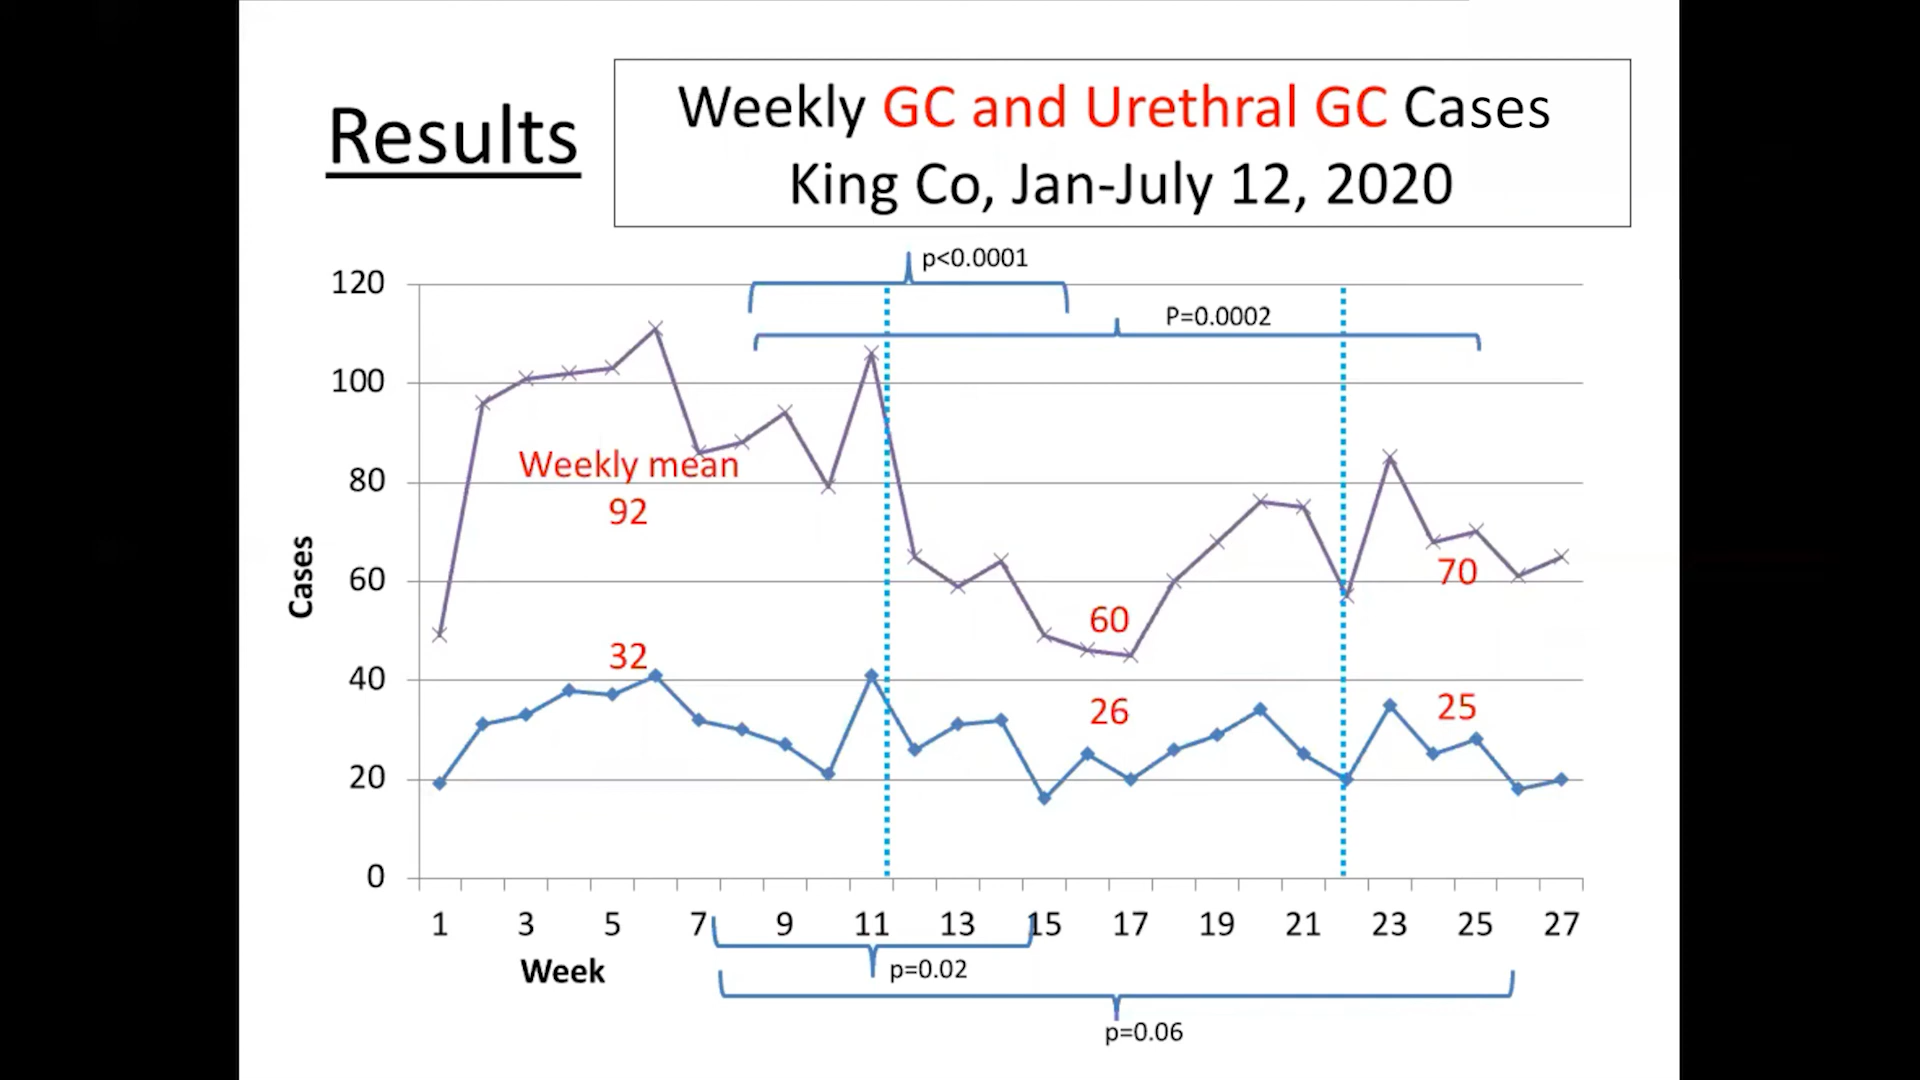 Results
Weekly GC and Urethral GC Cases
King Co, Jan-July 12, 2020
p<0.0001
P=0.0002
120
100
80
60
40
20
0
Cases
Weekly mean
92
60
70
32
26
25
1 3 5 7 9 11 13 15 17 19 21 23 25 27
Week
p=0.02
p=0.06